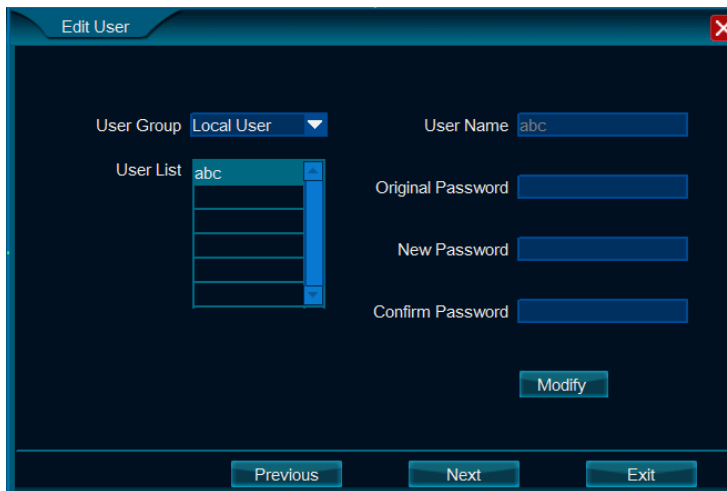 Edit User
User Group Local User
User Name abc
User List abc
Original Password
New Password
Confirm Password
Modify
Previous Next Exit